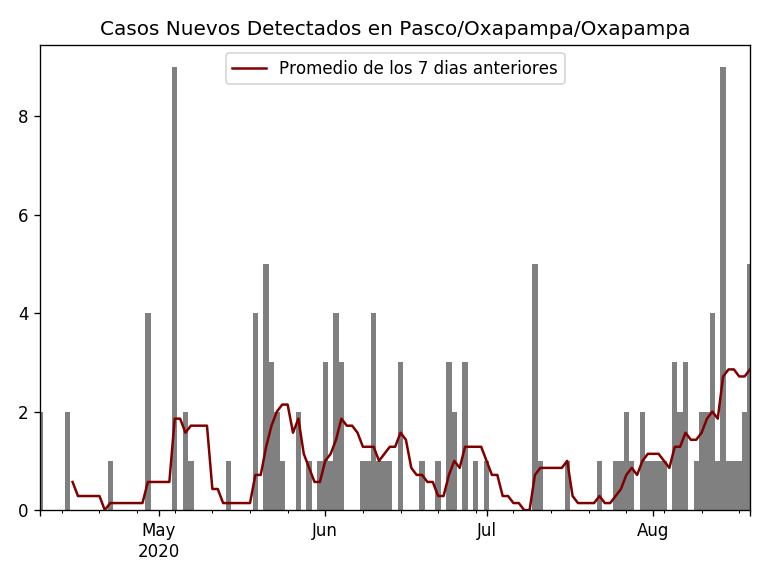 Casos Nuevos Detectados en Pasco/Oxapampa/Oxapampa
Promedio de los 7 dias anteriores
8
6
4
2
0
May
2020
Jun
Jul
Aug